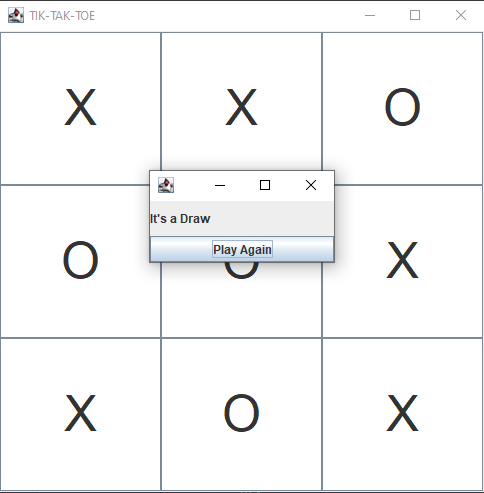 TIK-TAK-TOE
X X O
It's a Draw
Play Again
O O X
X O X